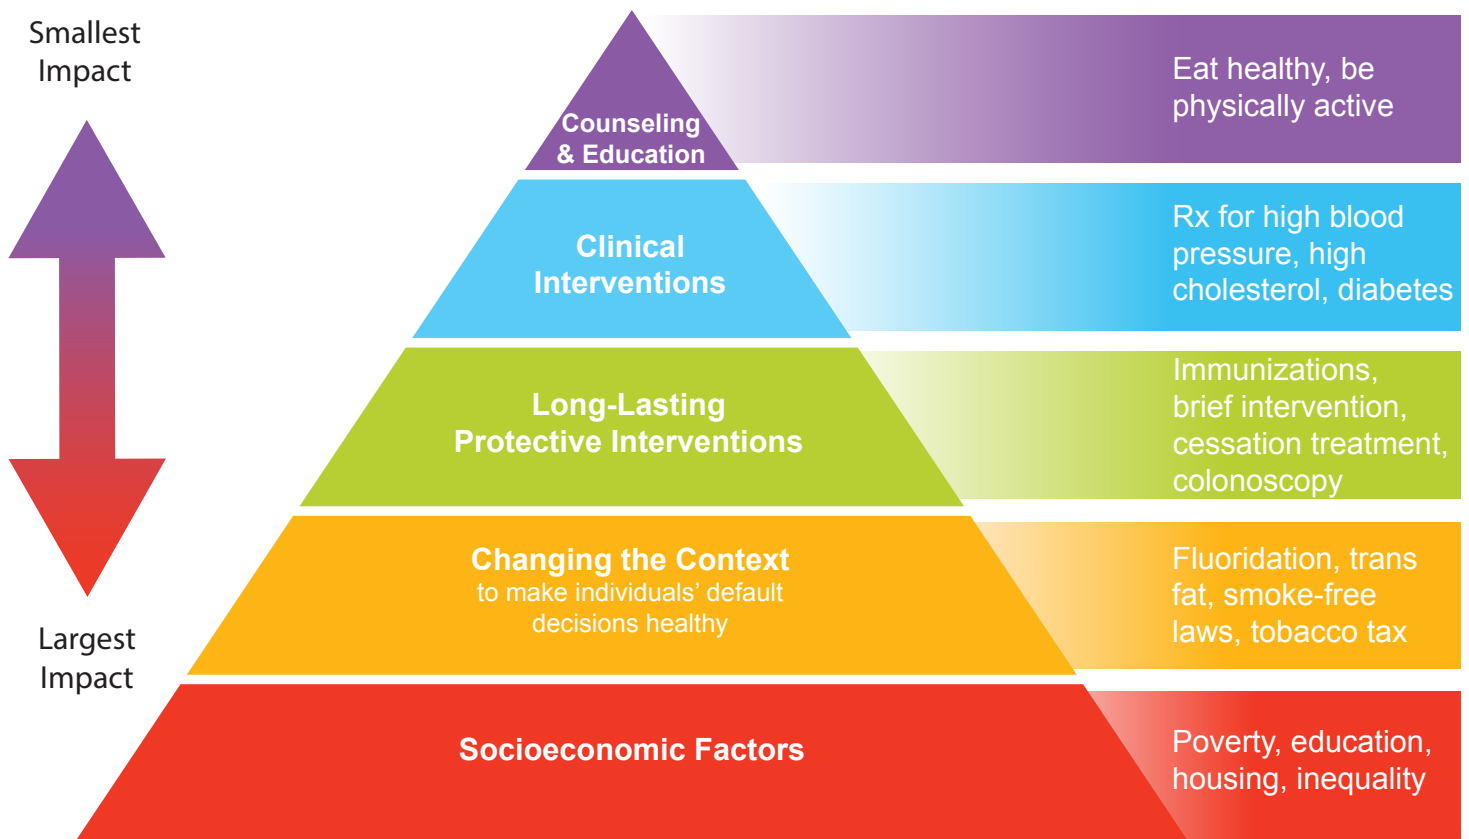 Smallest
Impact
Counseling
& Education
Eat healthy, be
physically active
Clinical
Interventions
Rx for high blood
pressure, high
cholesterol, diabetes
Long-Lasting
Protective Interventions
Immunizations,
brief intervention,
cessation treatment,
colonoscopy
Changing the Context
to make individuals’ default
decisions healthy
Fluoridation, trans
fat, smoke-free
laws, tobacco tax
Largest
Impact
Socioeconomic Factors
Poverty, education,
housing, inequality